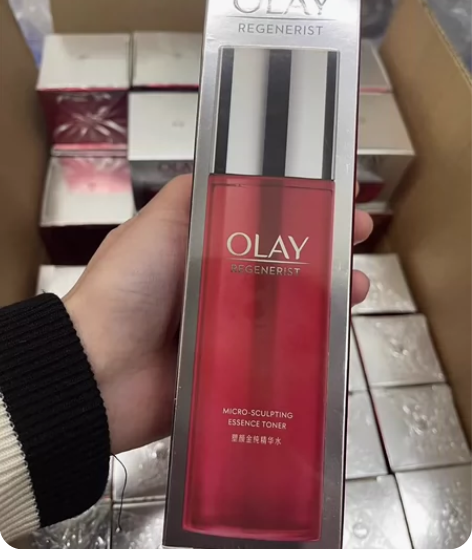 OLAY
REGENERIST
OLAY
REGENERIST
MICRO-SCULPTING
ESSENCE TONER
塑颜金纯精华水